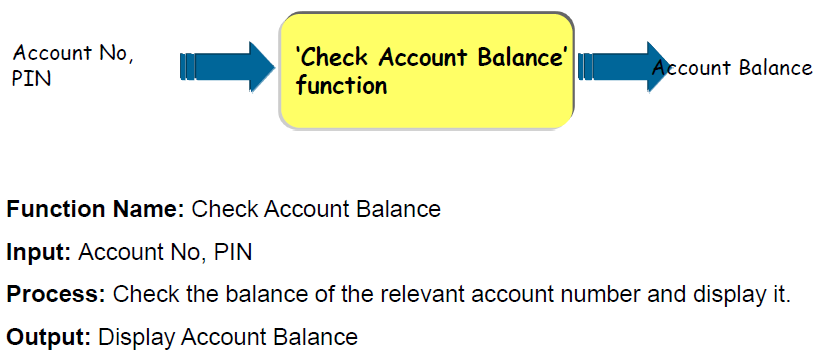 Account No,
PIN
‘Check Account Balance’
function
Account Balance
Function Name: Check Account Balance
Input: Account No, PIN
Process: Check the balance of the relevant account number and display it.
Output: Display Account Balance